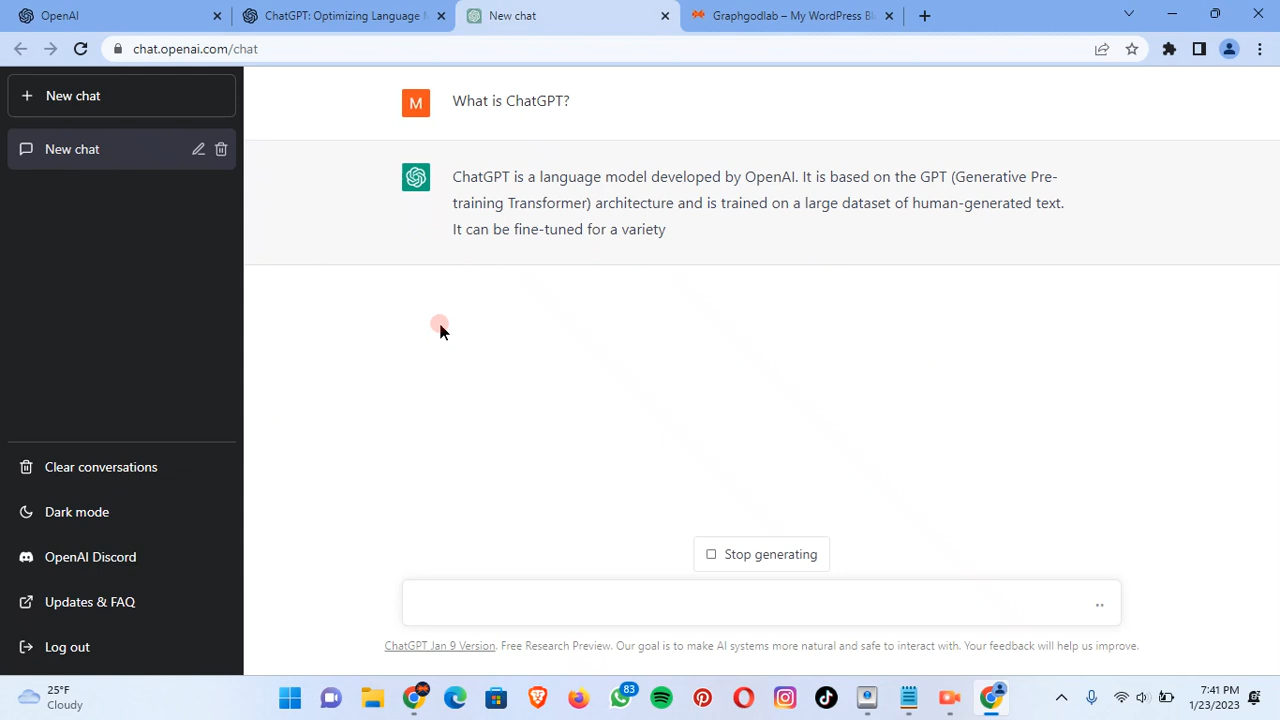 OpenAI
ChatGPT: Optimizing Language M
New chat
Graphgodlab – My WordPress Bl
chat.openai.com/chat
New chat
New chat
M
What is ChatGPT?
ChatGPT is a language model developed by OpenAI. It is based on the GPT (Generative Pre-
training Transformer) architecture and is trained on a large dataset of human-generated text.
It can be fine-tuned for a variety
Clear conversations
Dark mode
OpenAI Discord
Updates & FAQ
Log out
Stop generating
ChatGPT Jan 9 Version. Free Research Preview. Our goal is to make AI systems more natural and safe to interact with. Your feedback will help us improve.
25°F
Cloudy
83
7:41 PM
1/23/2023